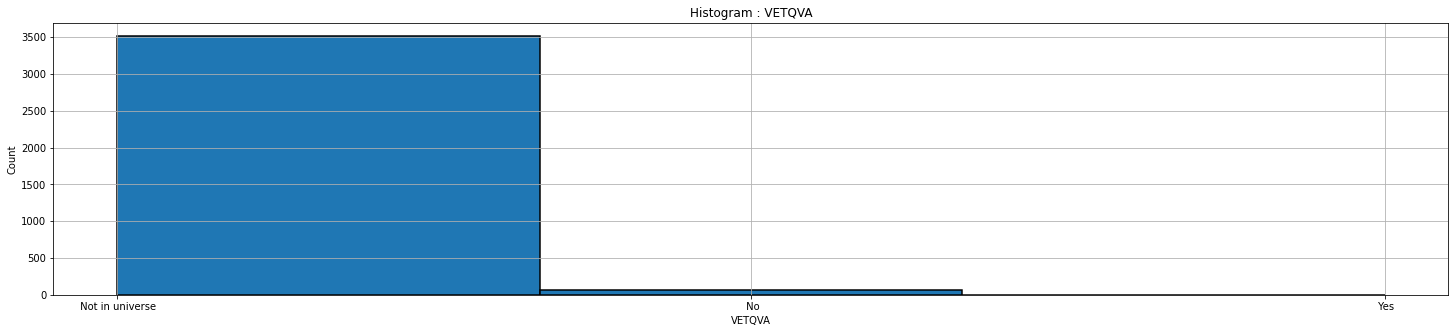 Histogram : VETQVA
3500
3000
2500
2000
1500
1000
500
0
Count
Not in universe
No
Yes
VETQVA